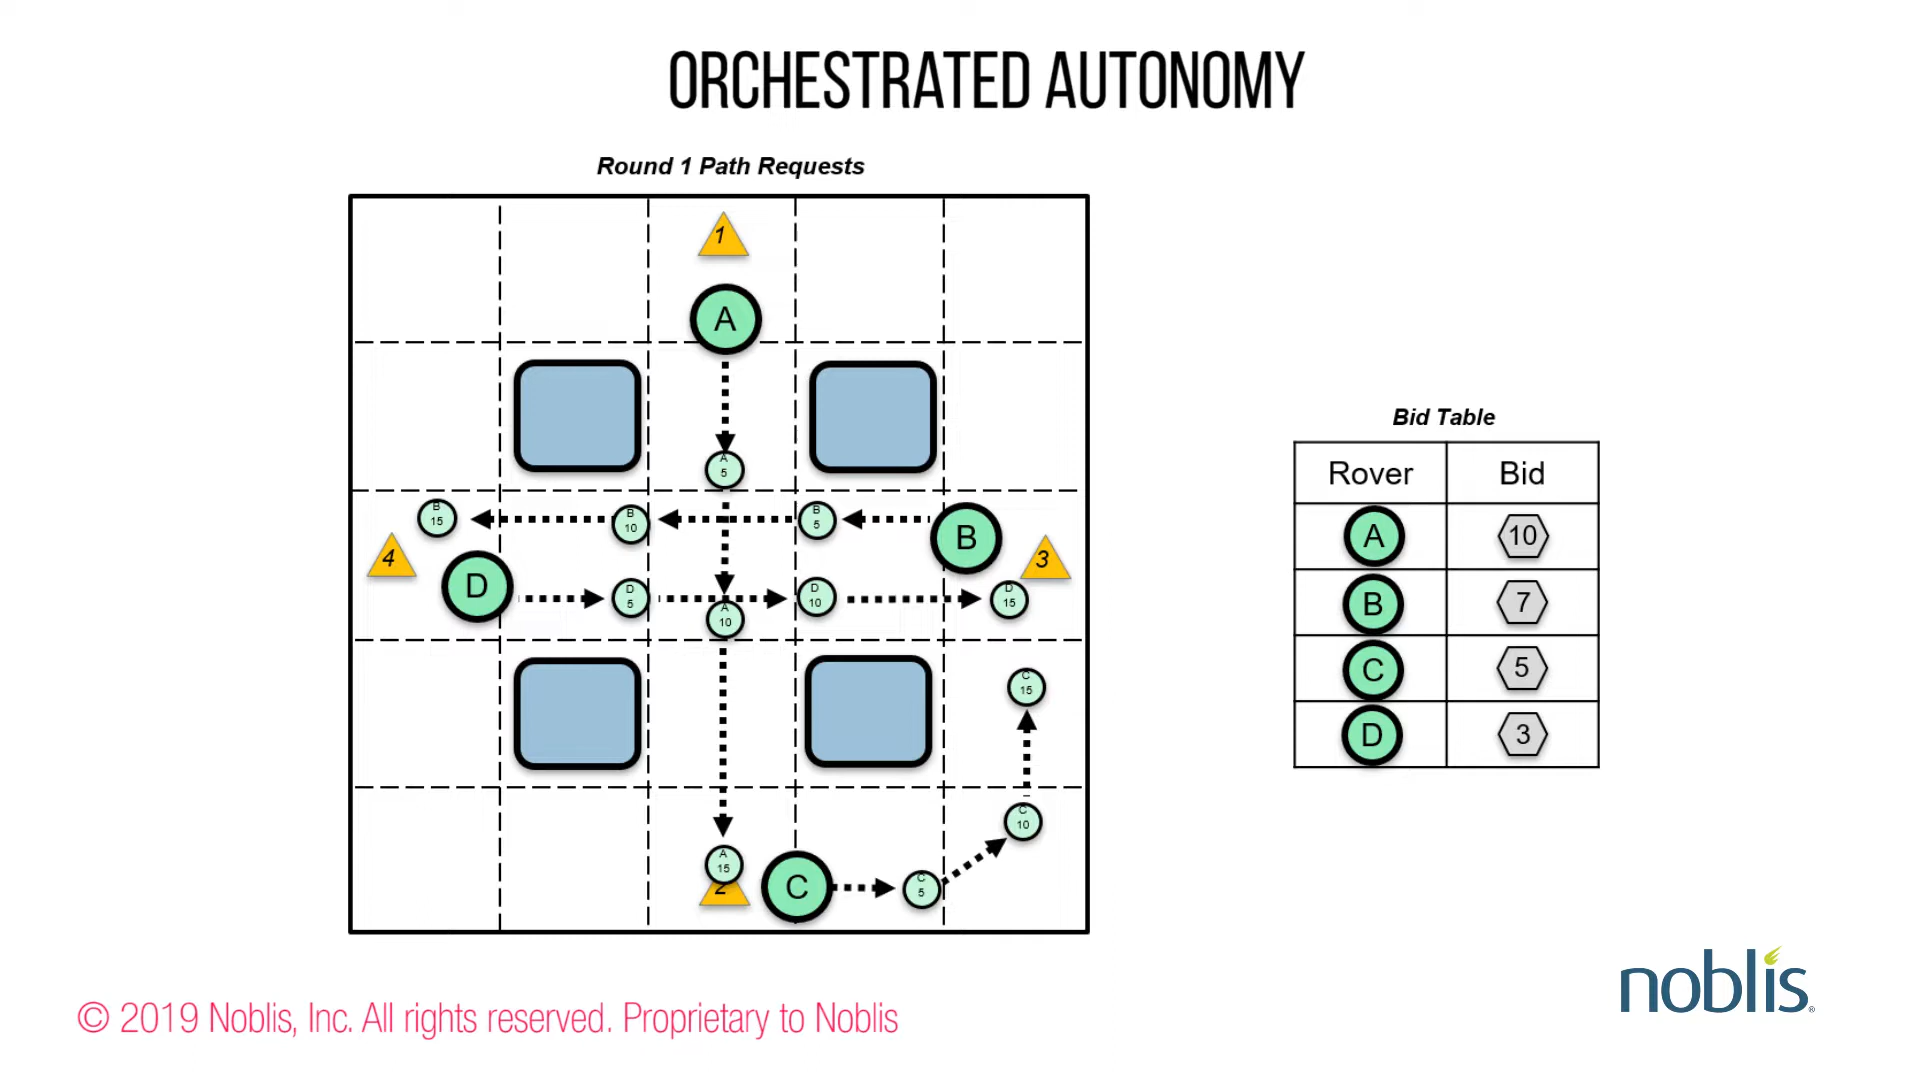 ORCHESTRATED AUTONOMY
Round 1 Path Requests
1
A
A
5
B
15
B
10
B
5
B
4
3
D
D
5
A
10
D
10
D
15
C
15
C
10
A
15
2
C
C
5
Bid Table
Rover Bid
A 10
B 7
C 5
D 3
noblis®
© 2019 Noblis, Inc. All rights reserved. Proprietary to Noblis